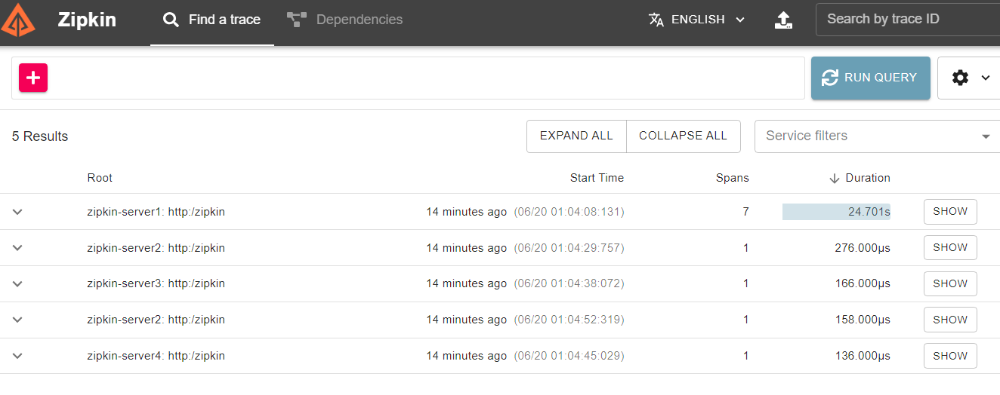 Zipkin Find a trace Dependencies ENGLISH Search by trace ID
RUN QUERY
5 Results EXPAND ALL COLLAPSE ALL Service filters
Root Start Time Spans Duration
zipkin-server1: http:/zipkin 14 minutes ago (06/20 01:04:08:131) 7 24.701s SHOW
zipkin-server2: http:/zipkin 14 minutes ago (06/20 01:04:29:757) 1 276.000μs SHOW
zipkin-server3: http:/zipkin 14 minutes ago (06/20 01:04:38:072) 1 166.000μs SHOW
zipkin-server2: http:/zipkin 14 minutes ago (06/20 01:04:52:319) 1 158.000μs SHOW
zipkin-server4: http:/zipkin 14 minutes ago (06/20 01:04:45:029) 1 136.000μs SHOW